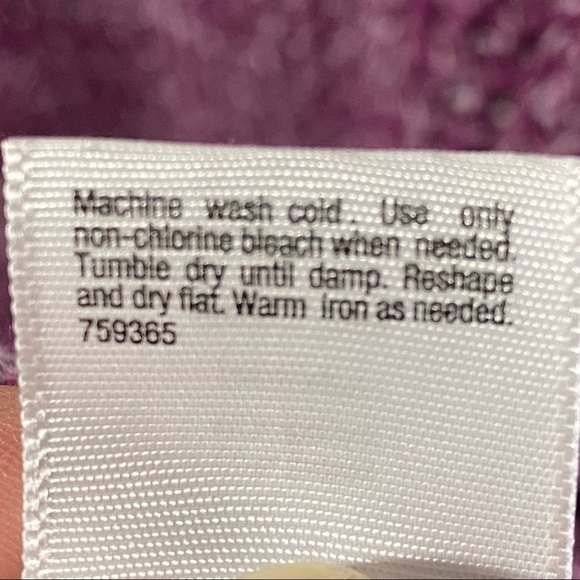 Machine wash cold. Use only
non-chlorine bleach when needed.
Tumble dry until damp. Reshape
and dry flat. Warm iron as needed.
759365